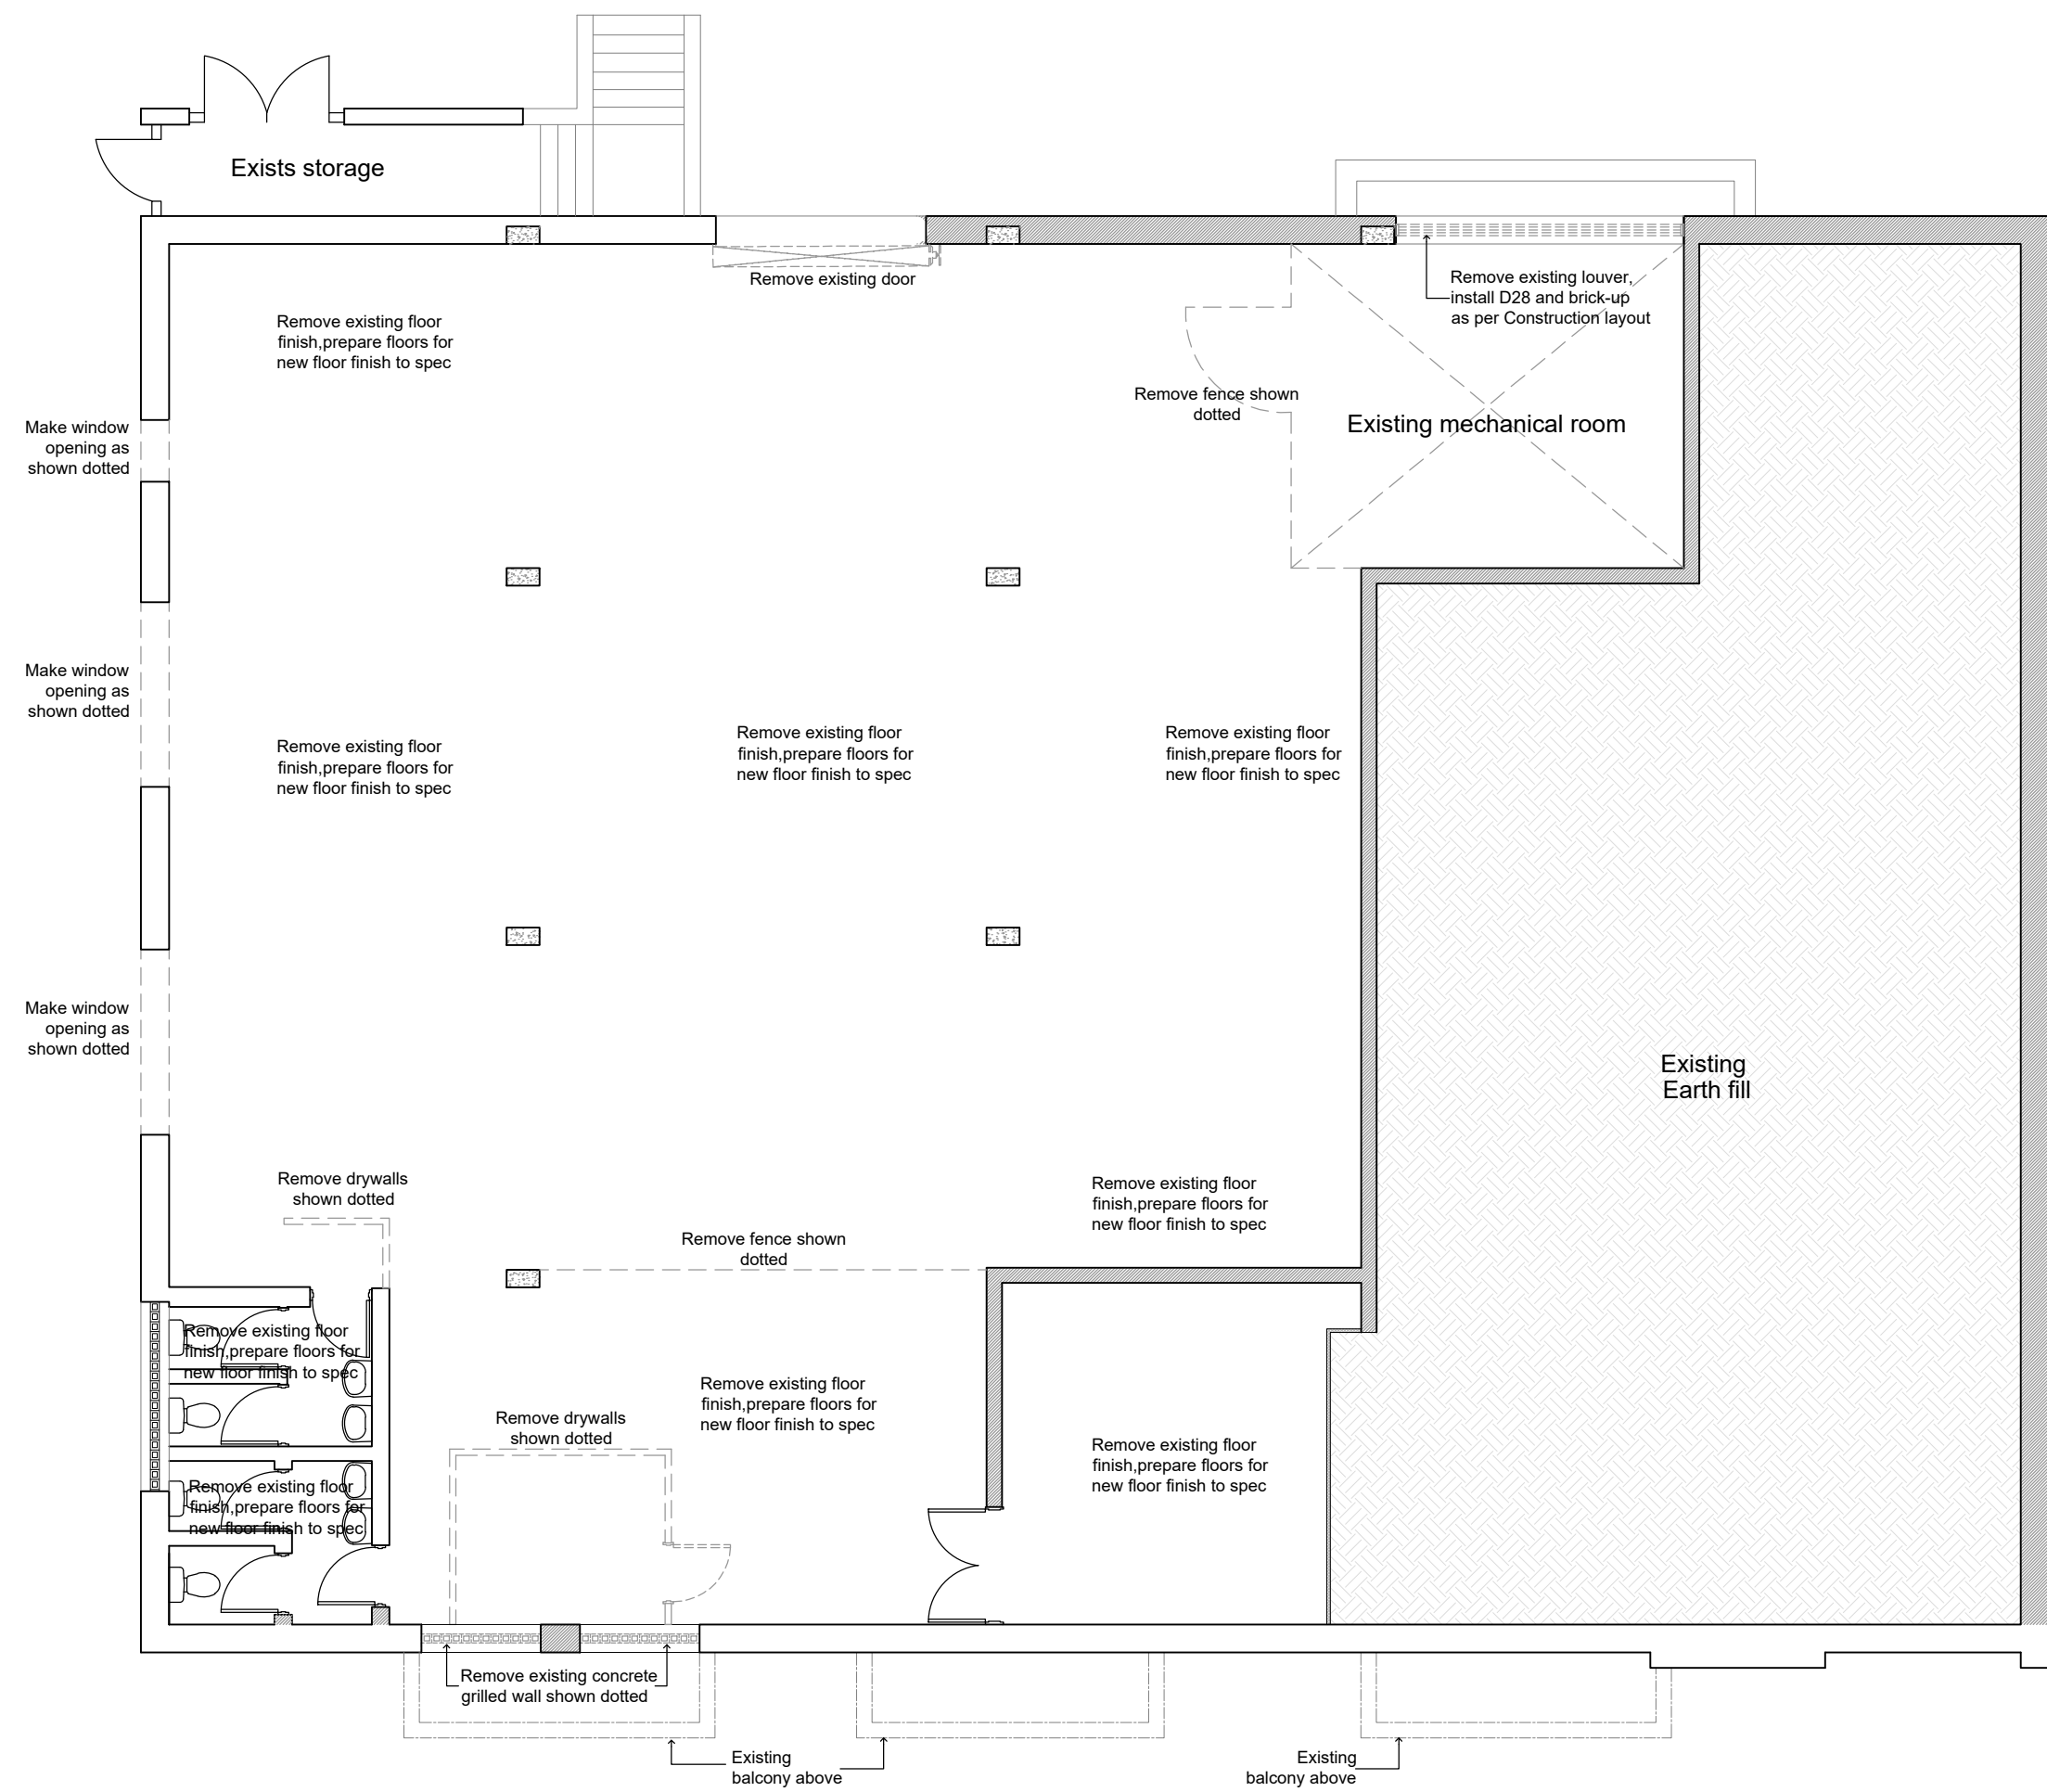 Exists storage
Remove existing door
Remove existing louver,
install D28 and brick-up
as per Construction layout
Remove existing floor
finish,prepare floors for
new floor finish to spec
Remove fence shown
dotted
Existing mechanical room
Make window
opening as
shown dotted
Make window
opening as
shown dotted
Remove existing floor
finish,prepare floors for
new floor finish to spec
Remove existing floor
finish,prepare floors for
new floor finish to spec
Remove existing floor
finish,prepare floors for
new floor finish to spec
Make window
opening as
shown dotted
Existing
Earth fill
Remove drywalls
shown dotted
Remove existing floor
finish,prepare floors for
new floor finish to spec
Remove fence shown
dotted
Remove existing floor
finish,prepare floors for
new floor finish to spec
Remove existing floor
finish,prepare floors for
new floor finish to spec
Remove drywalls
shown dotted
Remove existing floor
finish,prepare floors for
new floor finish to spec
Remove existing floor
finish,prepare floors for
new floor finish to spec
Remove existing concrete
grilled wall shown dotted
Existing
balcony above
Existing
balcony above